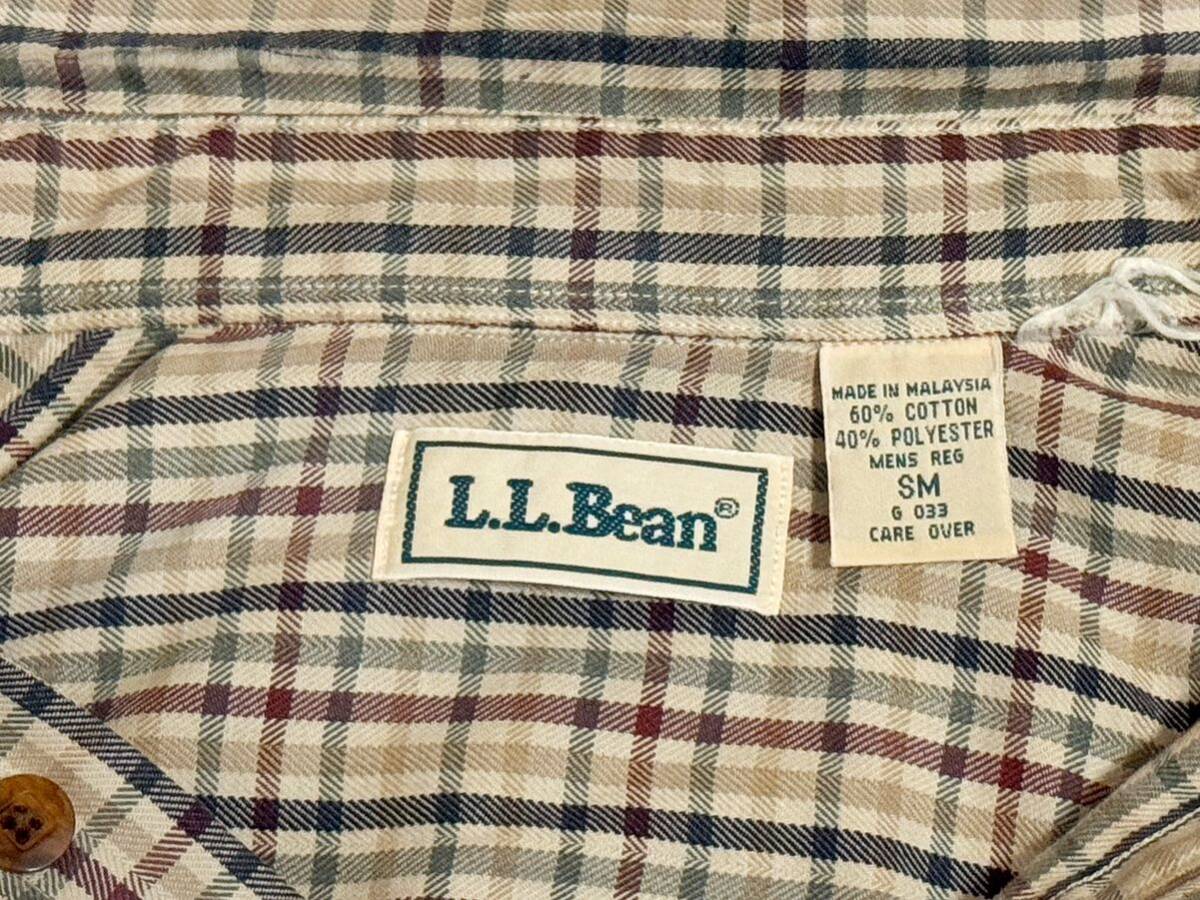 L.L.Bean®
MADE IN MALAYSIA
60% COTTON
40% POLYESTER
MENS REG
SM
G 033
CARE OVER